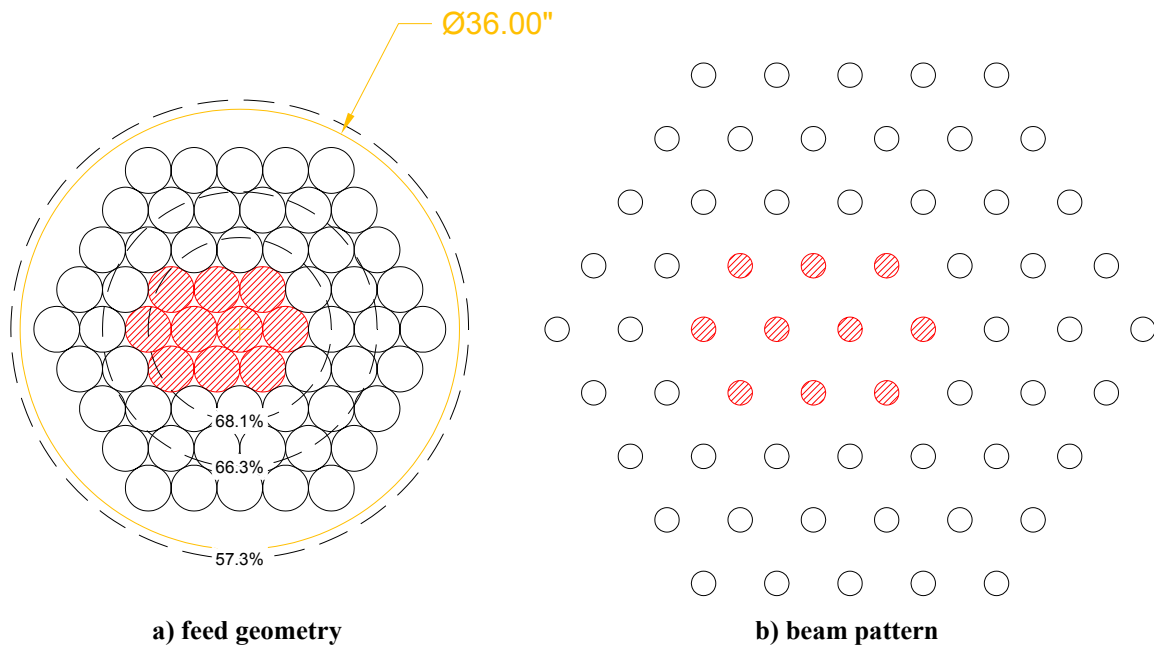 Ø36.00"
68.1%
66.3%
57.3%
a) feed geometry
b) beam pattern